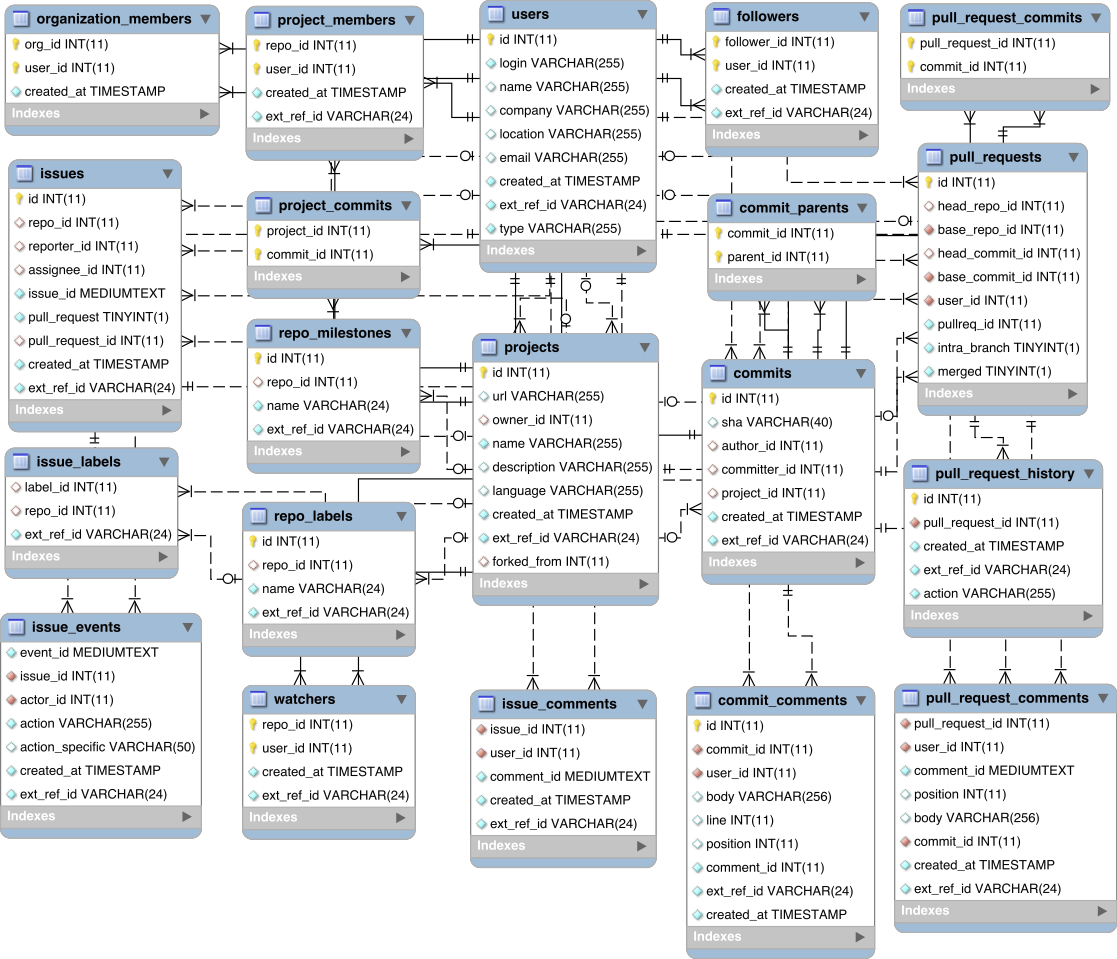 organization_members
org_id INT(11)
user_id INT(11)
created_at TIMESTAMP
Indexes
project_members
repo_id INT(11)
user_id INT(11)
created_at TIMESTAMP
ext_ref_id VARCHAR(24)
Indexes
users
id INT(11)
login VARCHAR(255)
name VARCHAR(255)
company VARCHAR(255)
location VARCHAR(255)
email VARCHAR(255)
created_at TIMESTAMP
ext_ref_id VARCHAR(24)
type VARCHAR(255)
Indexes
followers
follower_id INT(11)
user_id INT(11)
created_at TIMESTAMP
ext_ref_id VARCHAR(24)
Indexes
pull_request_commits
pull_request_id INT(11)
commit_id INT(11)
Indexes
issues
id INT(11)
repo_id INT(11)
reporter_id INT(11)
assignee_id INT(11)
issue_id MEDIUMTEXT
pull_request TINYINT(1)
pull_request_id INT(11)
created_at TIMESTAMP
ext_ref_id VARCHAR(24)
Indexes
project_commits
project_id INT(11)
commit_id INT(11)
Indexes
commit_parents
commit_id INT(11)
parent_id INT(11)
Indexes
pull_requests
id INT(11)
head_repo_id INT(11)
base_repo_id INT(11)
head_commit_id INT(11)
base_commit_id INT(11)
user_id INT(11)
pullreq_id INT(11)
intra_branch TINYINT(1)
merged TINYINT(1)
Indexes
repo_milestones
id INT(11)
repo_id INT(11)
name VARCHAR(24)
ext_ref_id VARCHAR(24)
Indexes
projects
id INT(11)
url VARCHAR(255)
owner_id INT(11)
name VARCHAR(255)
description VARCHAR(255)
language VARCHAR(255)
created_at TIMESTAMP
ext_ref_id VARCHAR(24)
forked_from INT(11)
Indexes
commits
id INT(11)
sha VARCHAR(40)
author_id INT(11)
committer_id INT(11)
project_id INT(11)
created_at TIMESTAMP
ext_ref_id VARCHAR(24)
Indexes
issue_labels
label_id INT(11)
repo_id INT(11)
ext_ref_id VARCHAR(24)
Indexes
repo_labels
id INT(11)
repo_id INT(11)
name VARCHAR(24)
ext_ref_id VARCHAR(24)
Indexes
pull_request_history
id INT(11)
pull_request_id INT(11)
created_at TIMESTAMP
ext_ref_id VARCHAR(24)
action VARCHAR(255)
Indexes
issue_events
event_id MEDIUMTEXT
issue_id INT(11)
actor_id INT(11)
action VARCHAR(255)
action_specific VARCHAR(50)
created_at TIMESTAMP
ext_ref_id VARCHAR(24)
Indexes
watchers
repo_id INT(11)
user_id INT(11)
created_at TIMESTAMP
ext_ref_id VARCHAR(24)
Indexes
issue_comments
issue_id INT(11)
user_id INT(11)
comment_id MEDIUMTEXT
created_at TIMESTAMP
ext_ref_id VARCHAR(24)
Indexes
commit_comments
id INT(11)
commit_id INT(11)
user_id INT(11)
body VARCHAR(256)
line INT(11)
position INT(11)
comment_id INT(11)
ext_ref_id VARCHAR(24)
created_at TIMESTAMP
Indexes
pull_request_comments
pull_request_id INT(11)
user_id INT(11)
comment_id MEDIUMTEXT
position INT(11)
body VARCHAR(256)
commit_id INT(11)
created_at TIMESTAMP
ext_ref_id VARCHAR(24)
Indexes